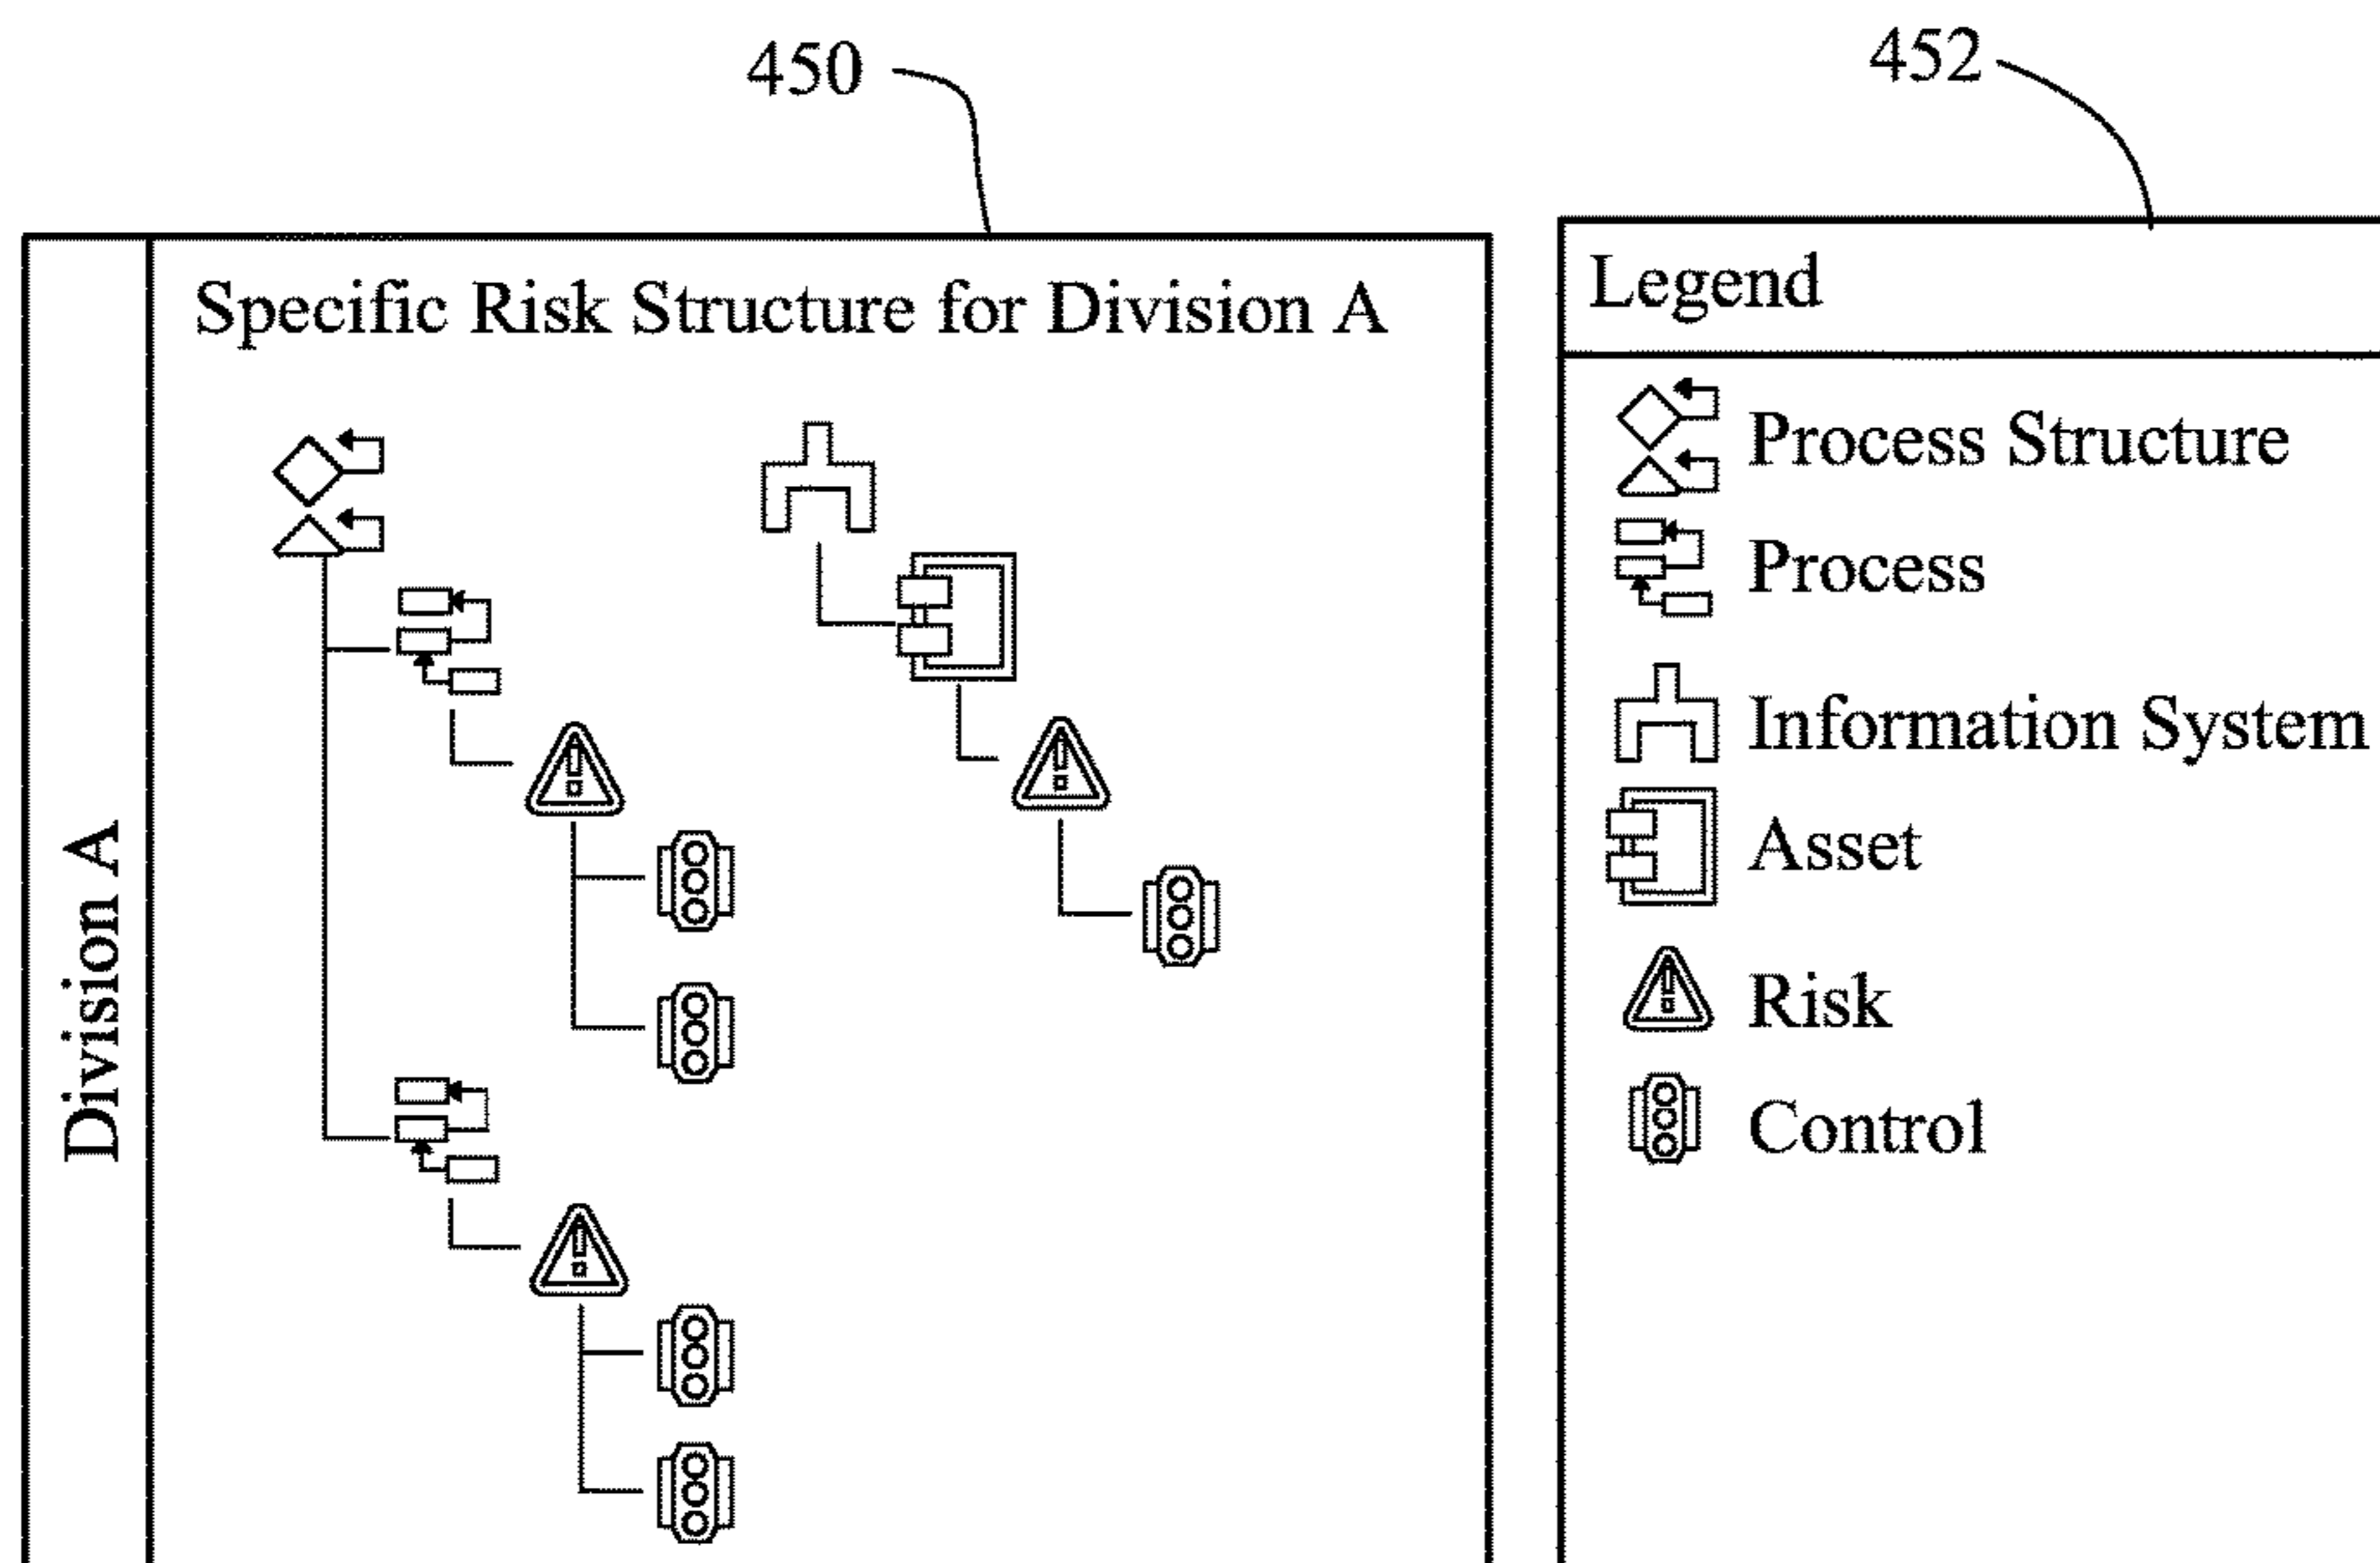 450
452
Division A
Specific Risk Structure for Division A
Legend
Process Structure
Process
Information System
Asset
Risk
Control